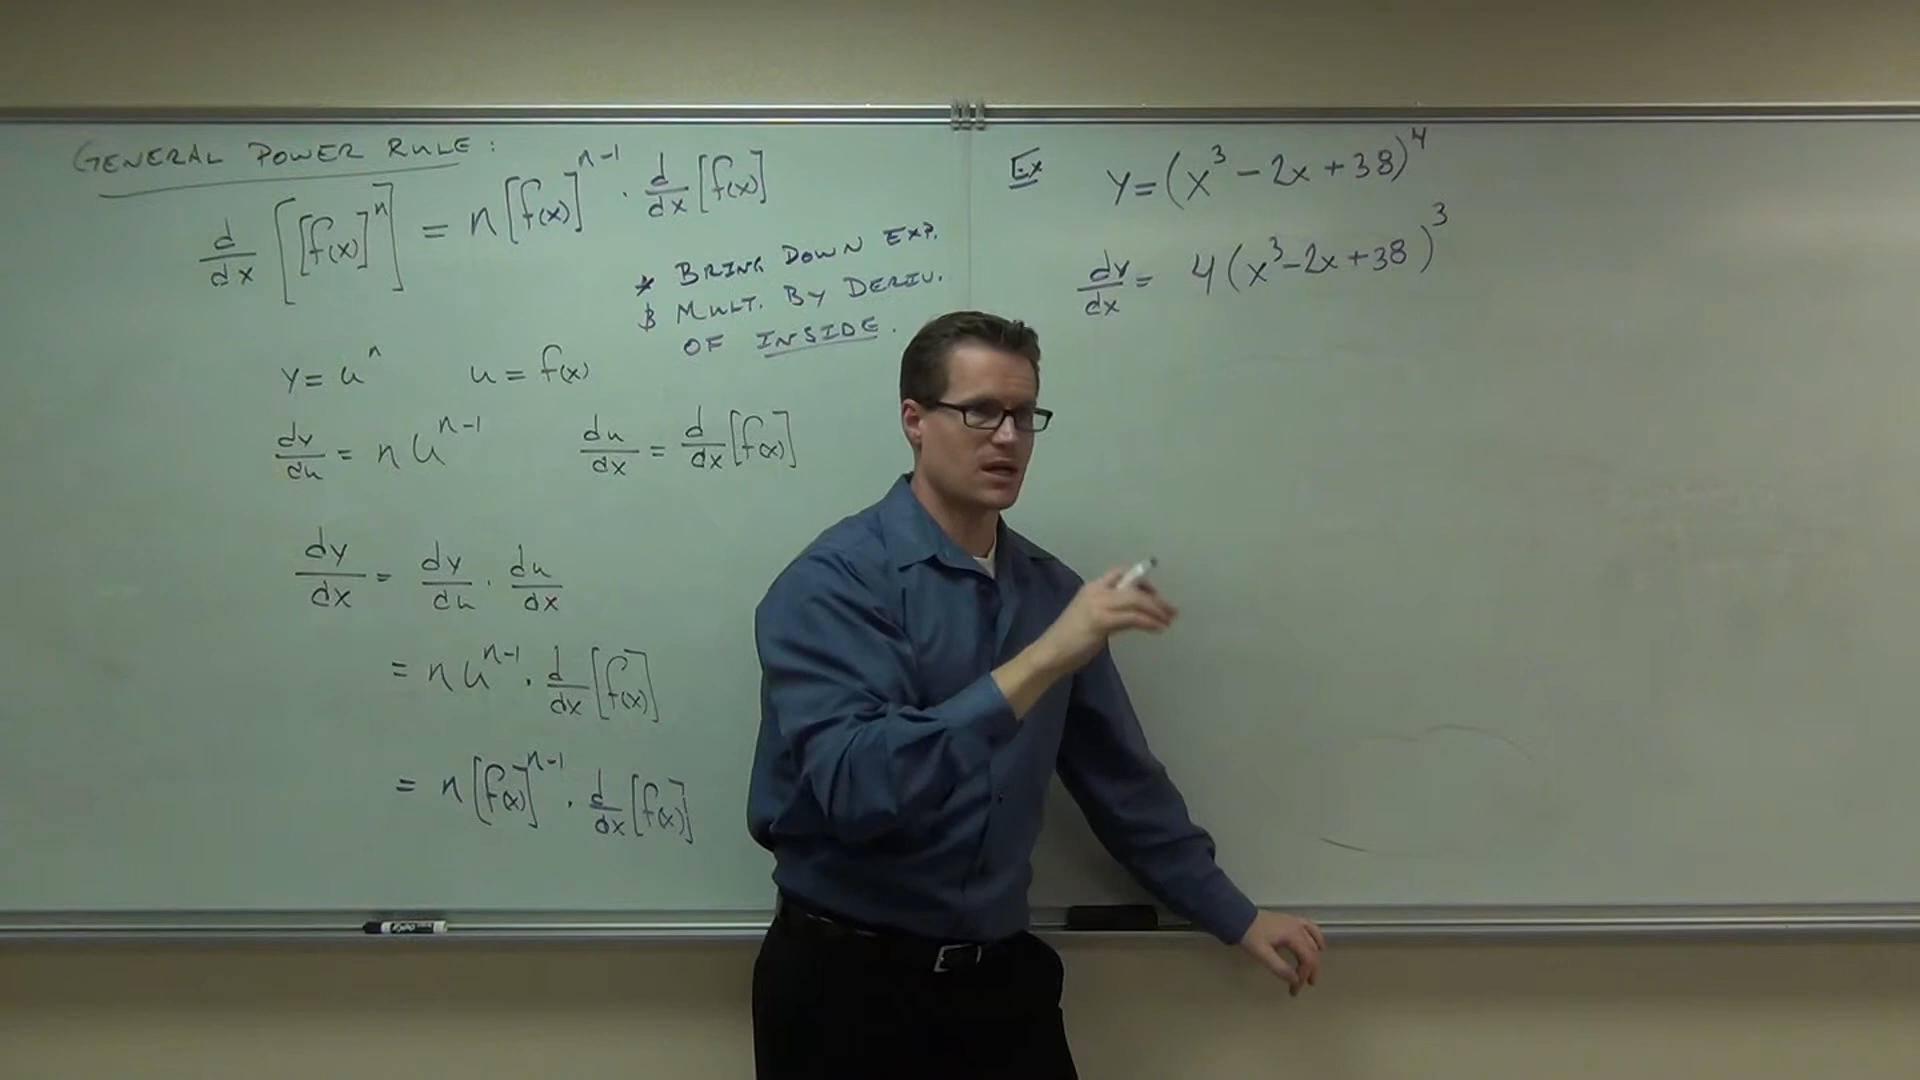 GENERAL POWER RULE:
d/dx [[f(x)]^n] = n[f(x)]^n-1 · d/dx [f(x)]
* BRING DOWN EXP.
$ MULT. BY DERIV.
OF INSIDE.
y = u^n u = f(x)
dy/du = n u^n-1 du/dx = d/dx [f(x)]
dy/dx = dy/du · du/dx
= n u^n-1 · d/dx [f(x)]
= n[f(x)]^n-1 · d/dx [f(x)]
Ex y = (x^3 - 2x + 38)^4
dy/dx = 4(x^3 - 2x + 38)^3